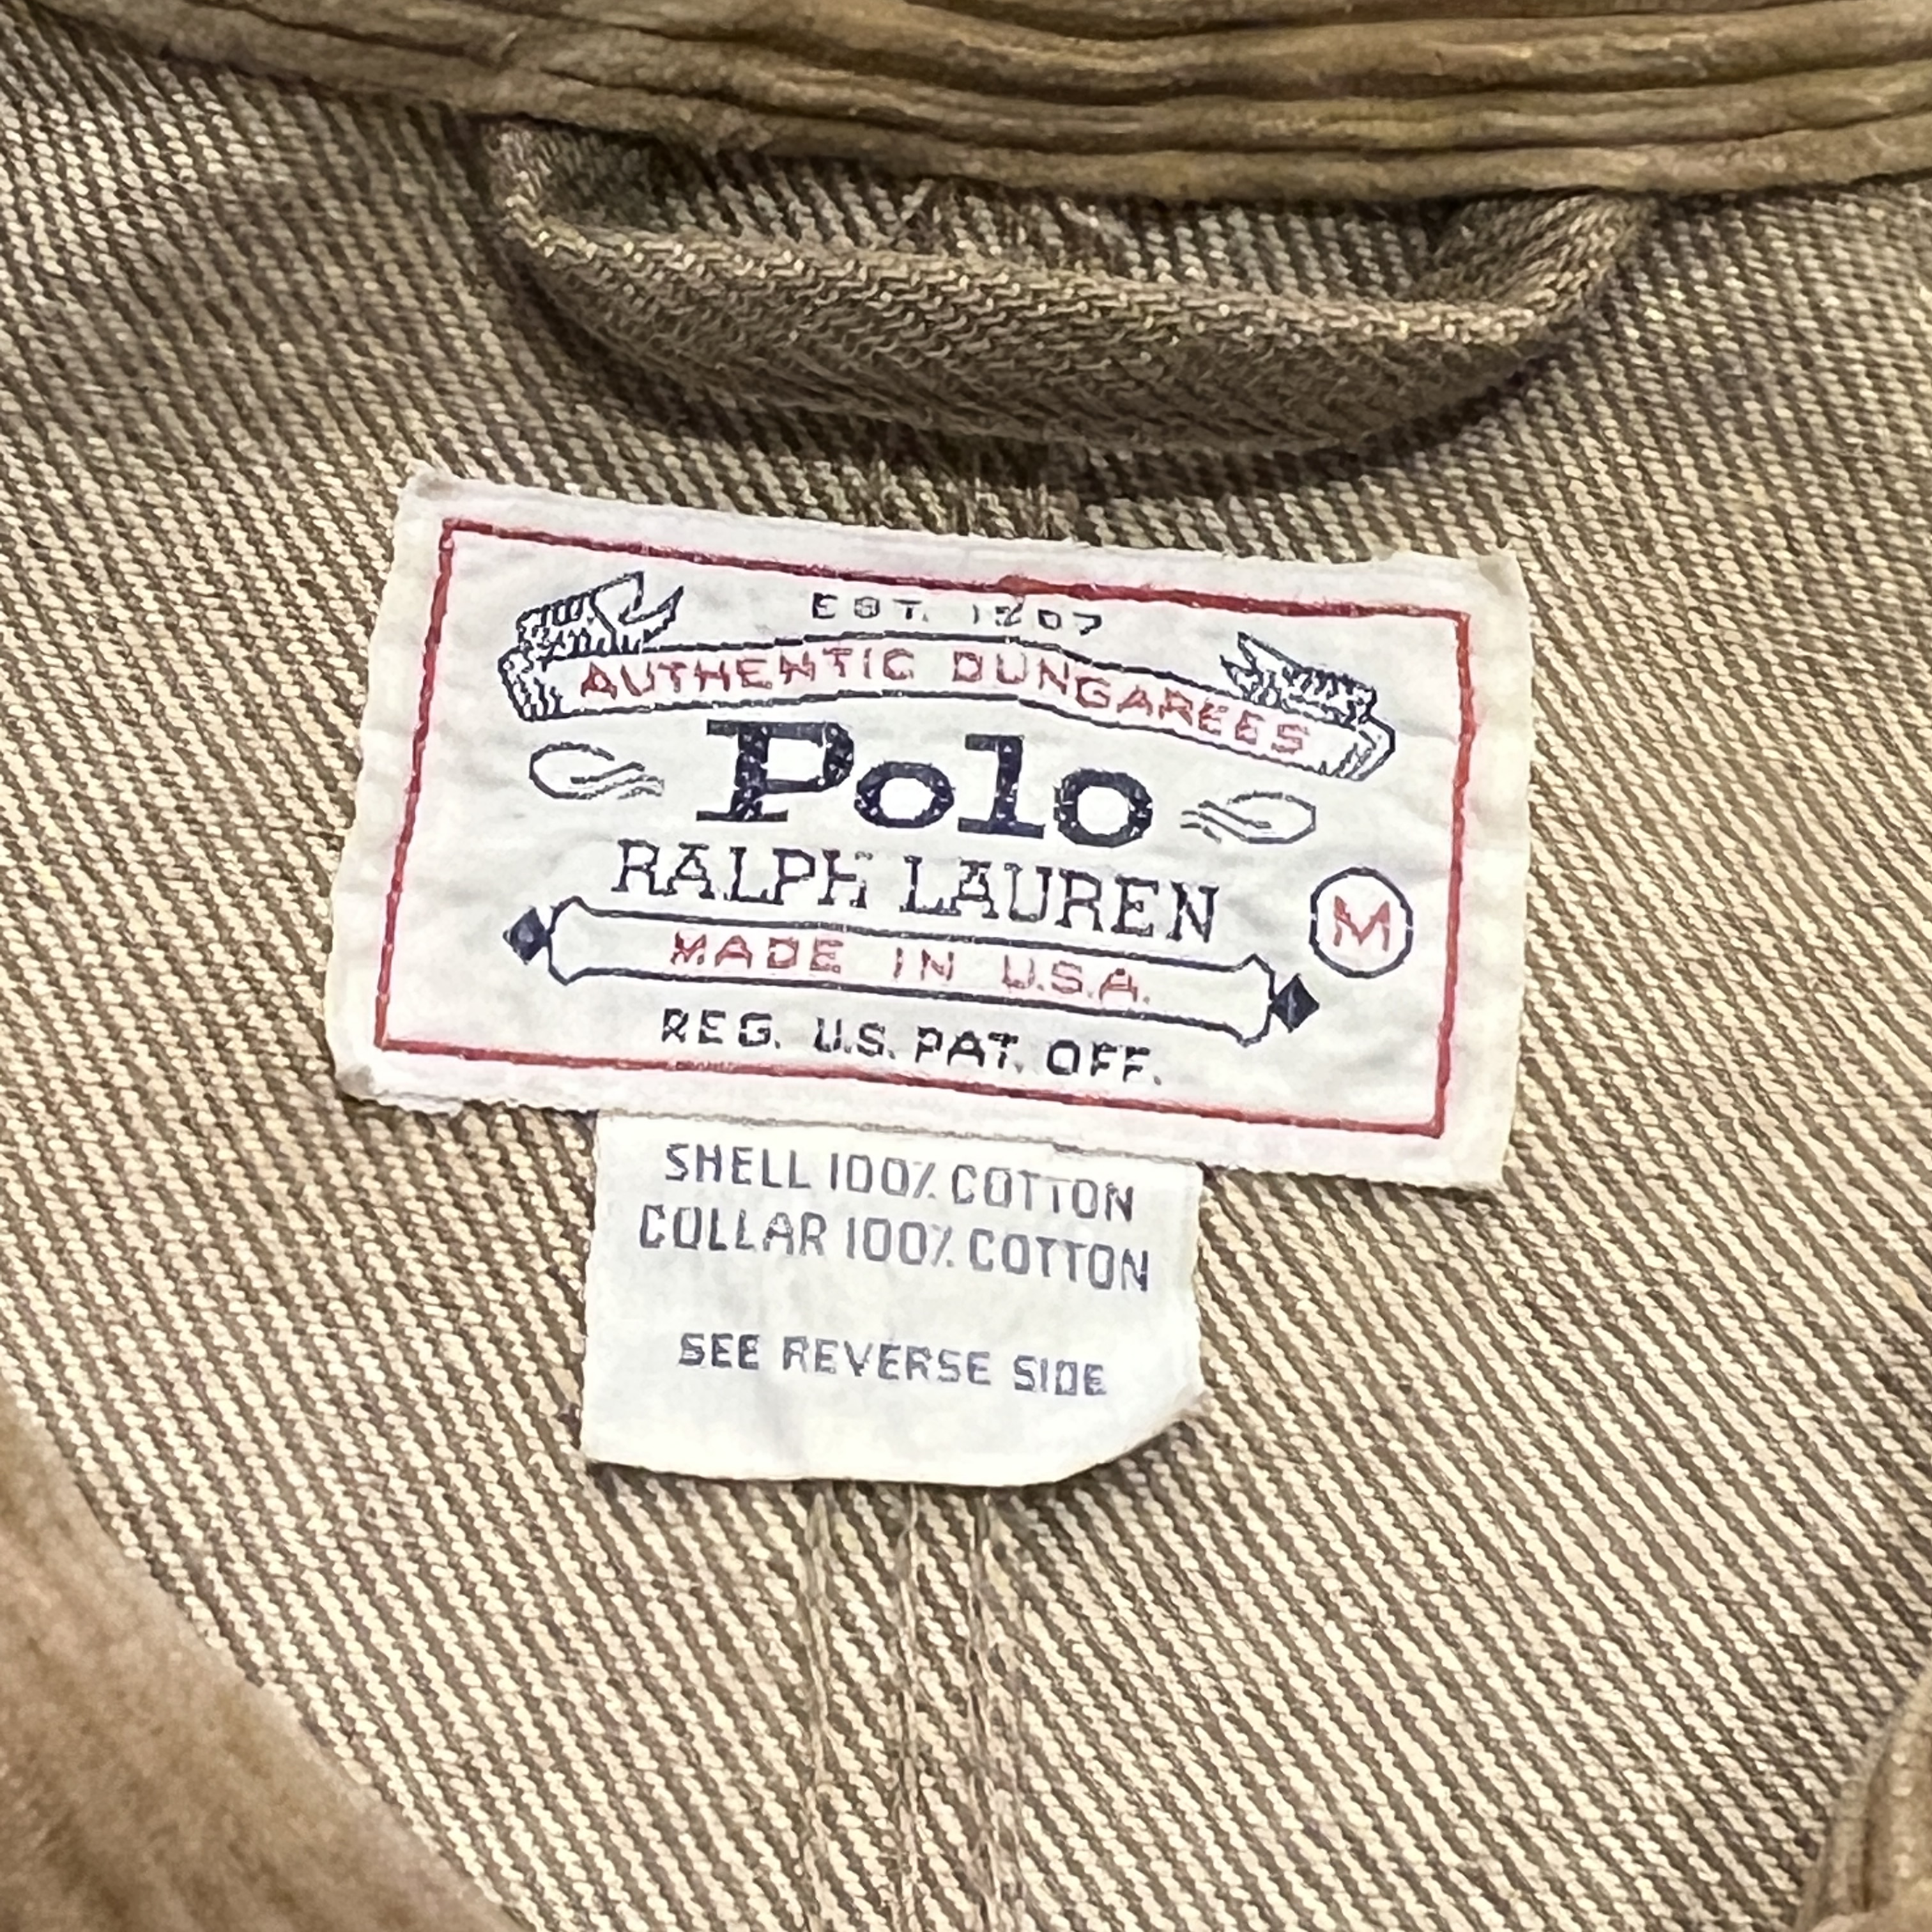 EST. 1967
AUTHENTIC DUNGAREES
Polo
RALPH LAUREN
M
MADE IN U.S.A.
REG. U.S. PAT. OFF.
SHELL 100% COTTON
COLLAR 100% COTTON
SEE REVERSE SIDE